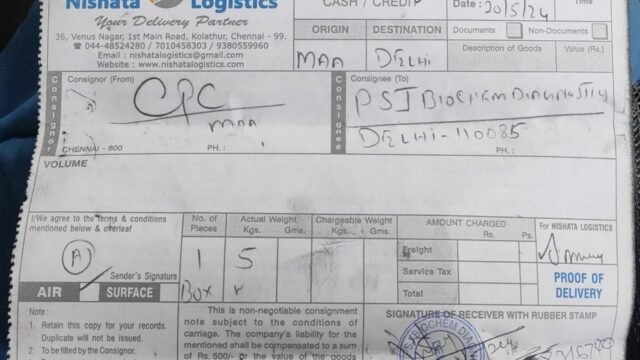 Nishata Logistics
Your Delivery Partner
36, Venus Nagar, 1st Main Road, Kolathur, Chennai - 99.
044-48524280 / 7010458303 / 9380559960
Email : nishatalogistics@gmail.com
Website : www.nishatalogistics.com
CASH / CREDIT
Date : 20/5/24
Time
ORIGIN
DESTINATION
Documents
Non-Documents
MAA
DELHI
Description of Goods
Value (Rs.)
Consignor
Consignor (From)
CPC
MAA
CHENNAI - 600
PH. :
Consignee
Consignee (To)
PSI BIOCHEM DIAGNOSTIX
DELHI-110085
PH. :
VOLUME
I/We agree to the Terms & conditions
mentioned below & overleaf
A
Sender's Signature
AIR
SURFACE
No. of Pieces
Actual Weight
Kgs.
Gms.
Chargeable Weight
Kgs.
Gms.
1
5
Box
AMOUNT CHARGED
Rs.
Ps.
Freight
Service Tax
Total
For NISHATA LOGISTICS
PROOF OF
DELIVERY
Note :
1. Retain this copy for your records.
Duplicate will not be issued.
2. To be filled by the Consignor.
This is non-negotiable consignment
note subject to the conditions of
carriage. The company's liability for the
mentioned shall be compensated to a sum
of Rs. 500/- or the value of the goods
SIGNATURE OF RECEIVER WITH RUBBER STAMP